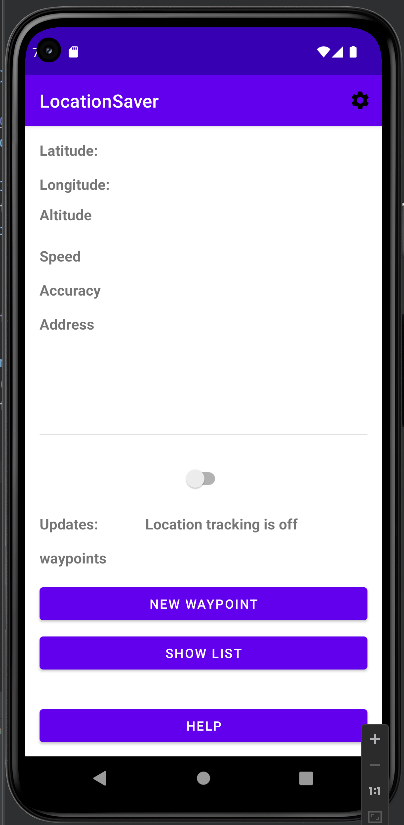 LocationSaver
Latitude:
Longitude:
Altitude
Speed
Accuracy
Address
Updates: Location tracking is off
waypoints
NEW WAYPOINT
SHOW LIST
HELP
1:1